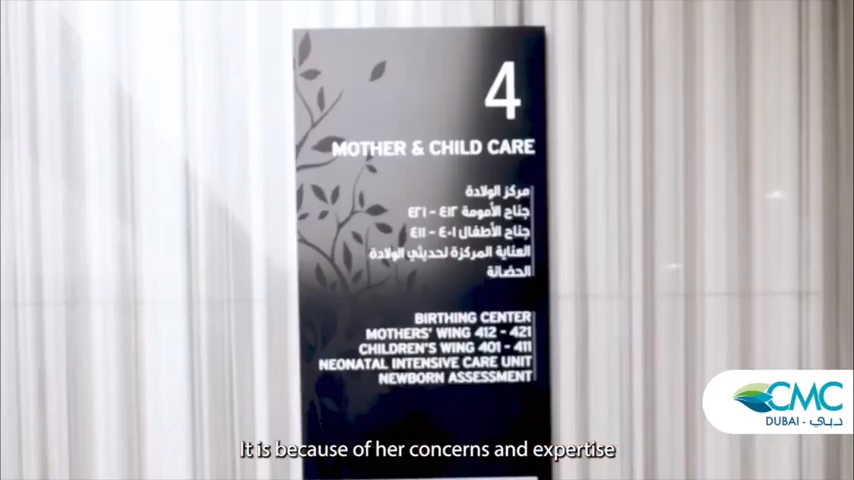 4
MOTHER & CHILD CARE
مركز الولادة
جناح الأمومة ٤١٢ - ٤٢١
جناح الأطفال ٤٠١ - ٤١١
العناية المركزة لحديثي الولادة
الحضانة
BIRTHING CENTER
MOTHERS' WING 412 - 421
CHILDREN'S WING 401 - 411
NEONATAL INTENSIVE CARE UNIT
NEWBORN ASSESSMENT
CMC
DUBAI - دبي
It is because of her concerns and expertise